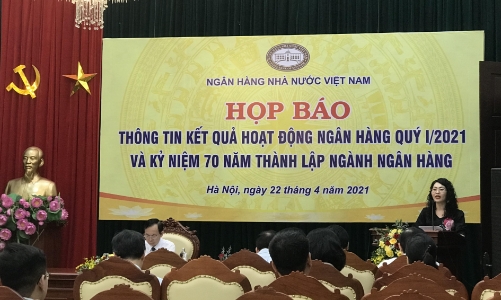 NGÂN HÀNG NHÀ NƯỚC VIỆT NAM
HỌP BÁO
THÔNG TIN KẾT QUẢ HOẠT ĐỘNG NGÂN HÀNG QUÝ I/2021
VÀ KỶ NIỆM 70 NĂM THÀNH LẬP NGÀNH NGÂN HÀNG
Hà Nội, ngày 22 tháng 4 năm 2021